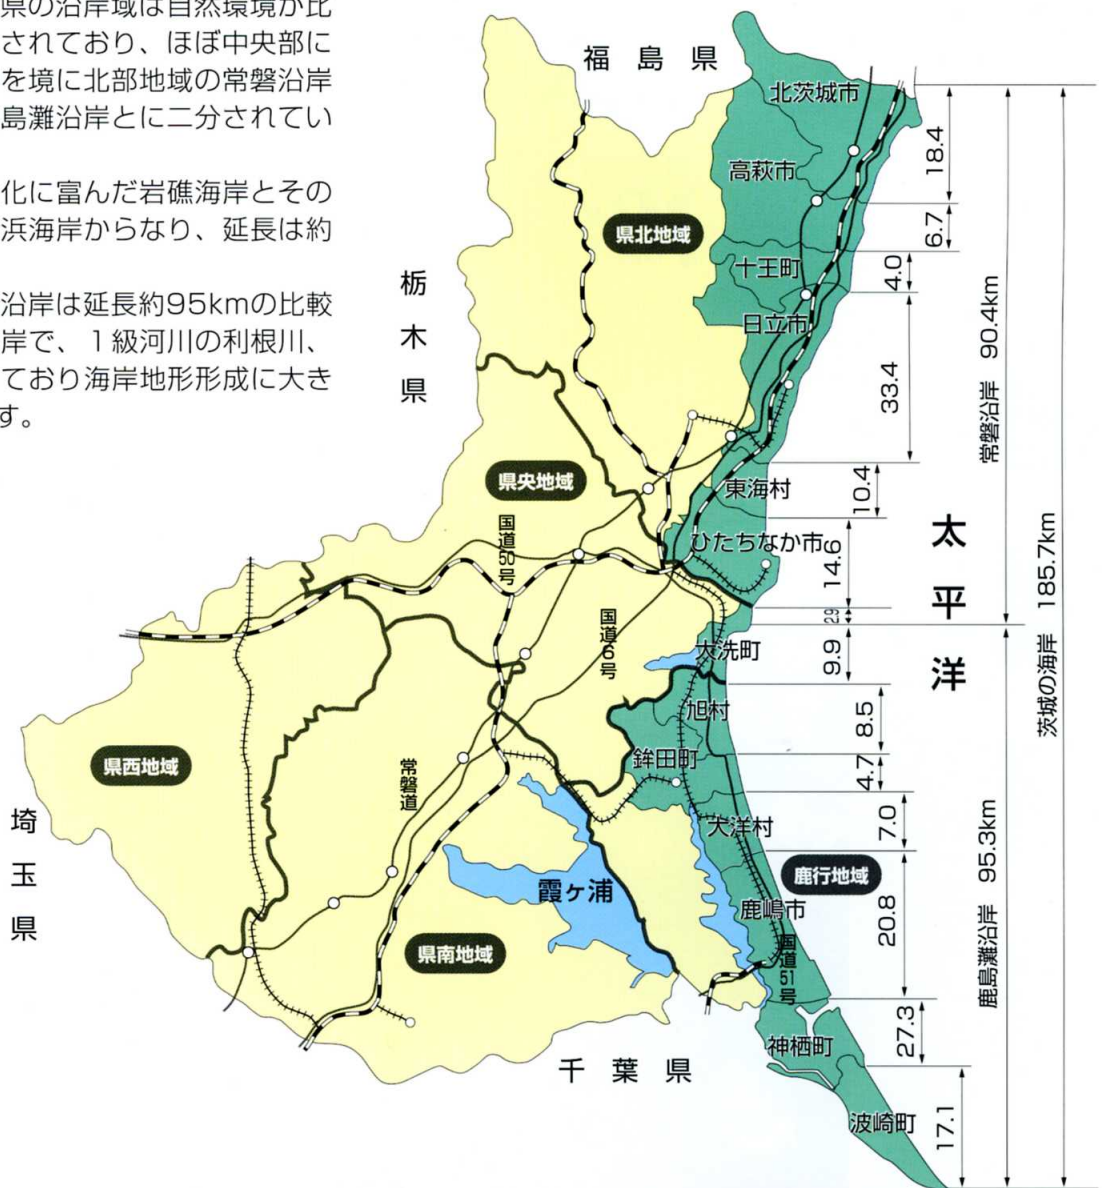 県の沿岸域は自然環境が比
されており、ほぼ中央部に
を境に北部地域の常磐沿岸
島灘沿岸とに二分されてい
化に富んだ岩礁海岸とその
浜海岸からなり、延長は約
沿岸は延長約95kmの比較
岸で、1級河川の利根川、
ており海岸地形形成に大き
す。
福島県
栃木県
埼玉県
千葉県
太平洋
県北地域
県央地域
県西地域
県南地域
鹿行地域
北茨城市
高萩市
十王町
日立市
東海村
ひたちなか市
大洗町
旭村
鉾田町
大洋村
鹿嶋市
神栖町
波崎町
霞ヶ浦
国道50号
国道6号
常磐道
国道51号
18.4
6.7
4.0
33.4
10.4
14.6
2.9
9.9
8.5
4.7
7.0
20.8
27.3
17.1
常磐沿岸 90.4km
鹿島灘沿岸 95.3km
茨城の海岸 185.7km